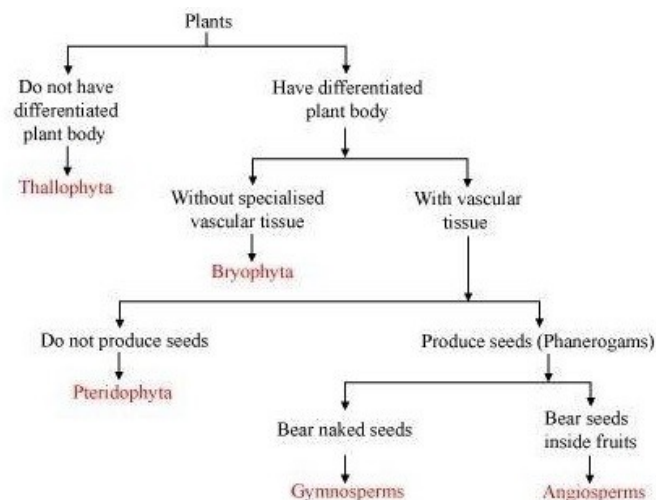 Plants
Do not have
differentiated
plant body
Have differentiated
plant body
Thallophyta
Without specialised
vascular tissue
With vascular
tissue
Bryophyta
Do not produce seeds
Produce seeds (Phanerogams)
Pteridophyta
Bear naked seeds
Bear seeds
inside fruits
Gymnosperms
Angiosperms